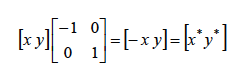 [x y] [-1 0 0 1] = [-x y] = [x* y*]